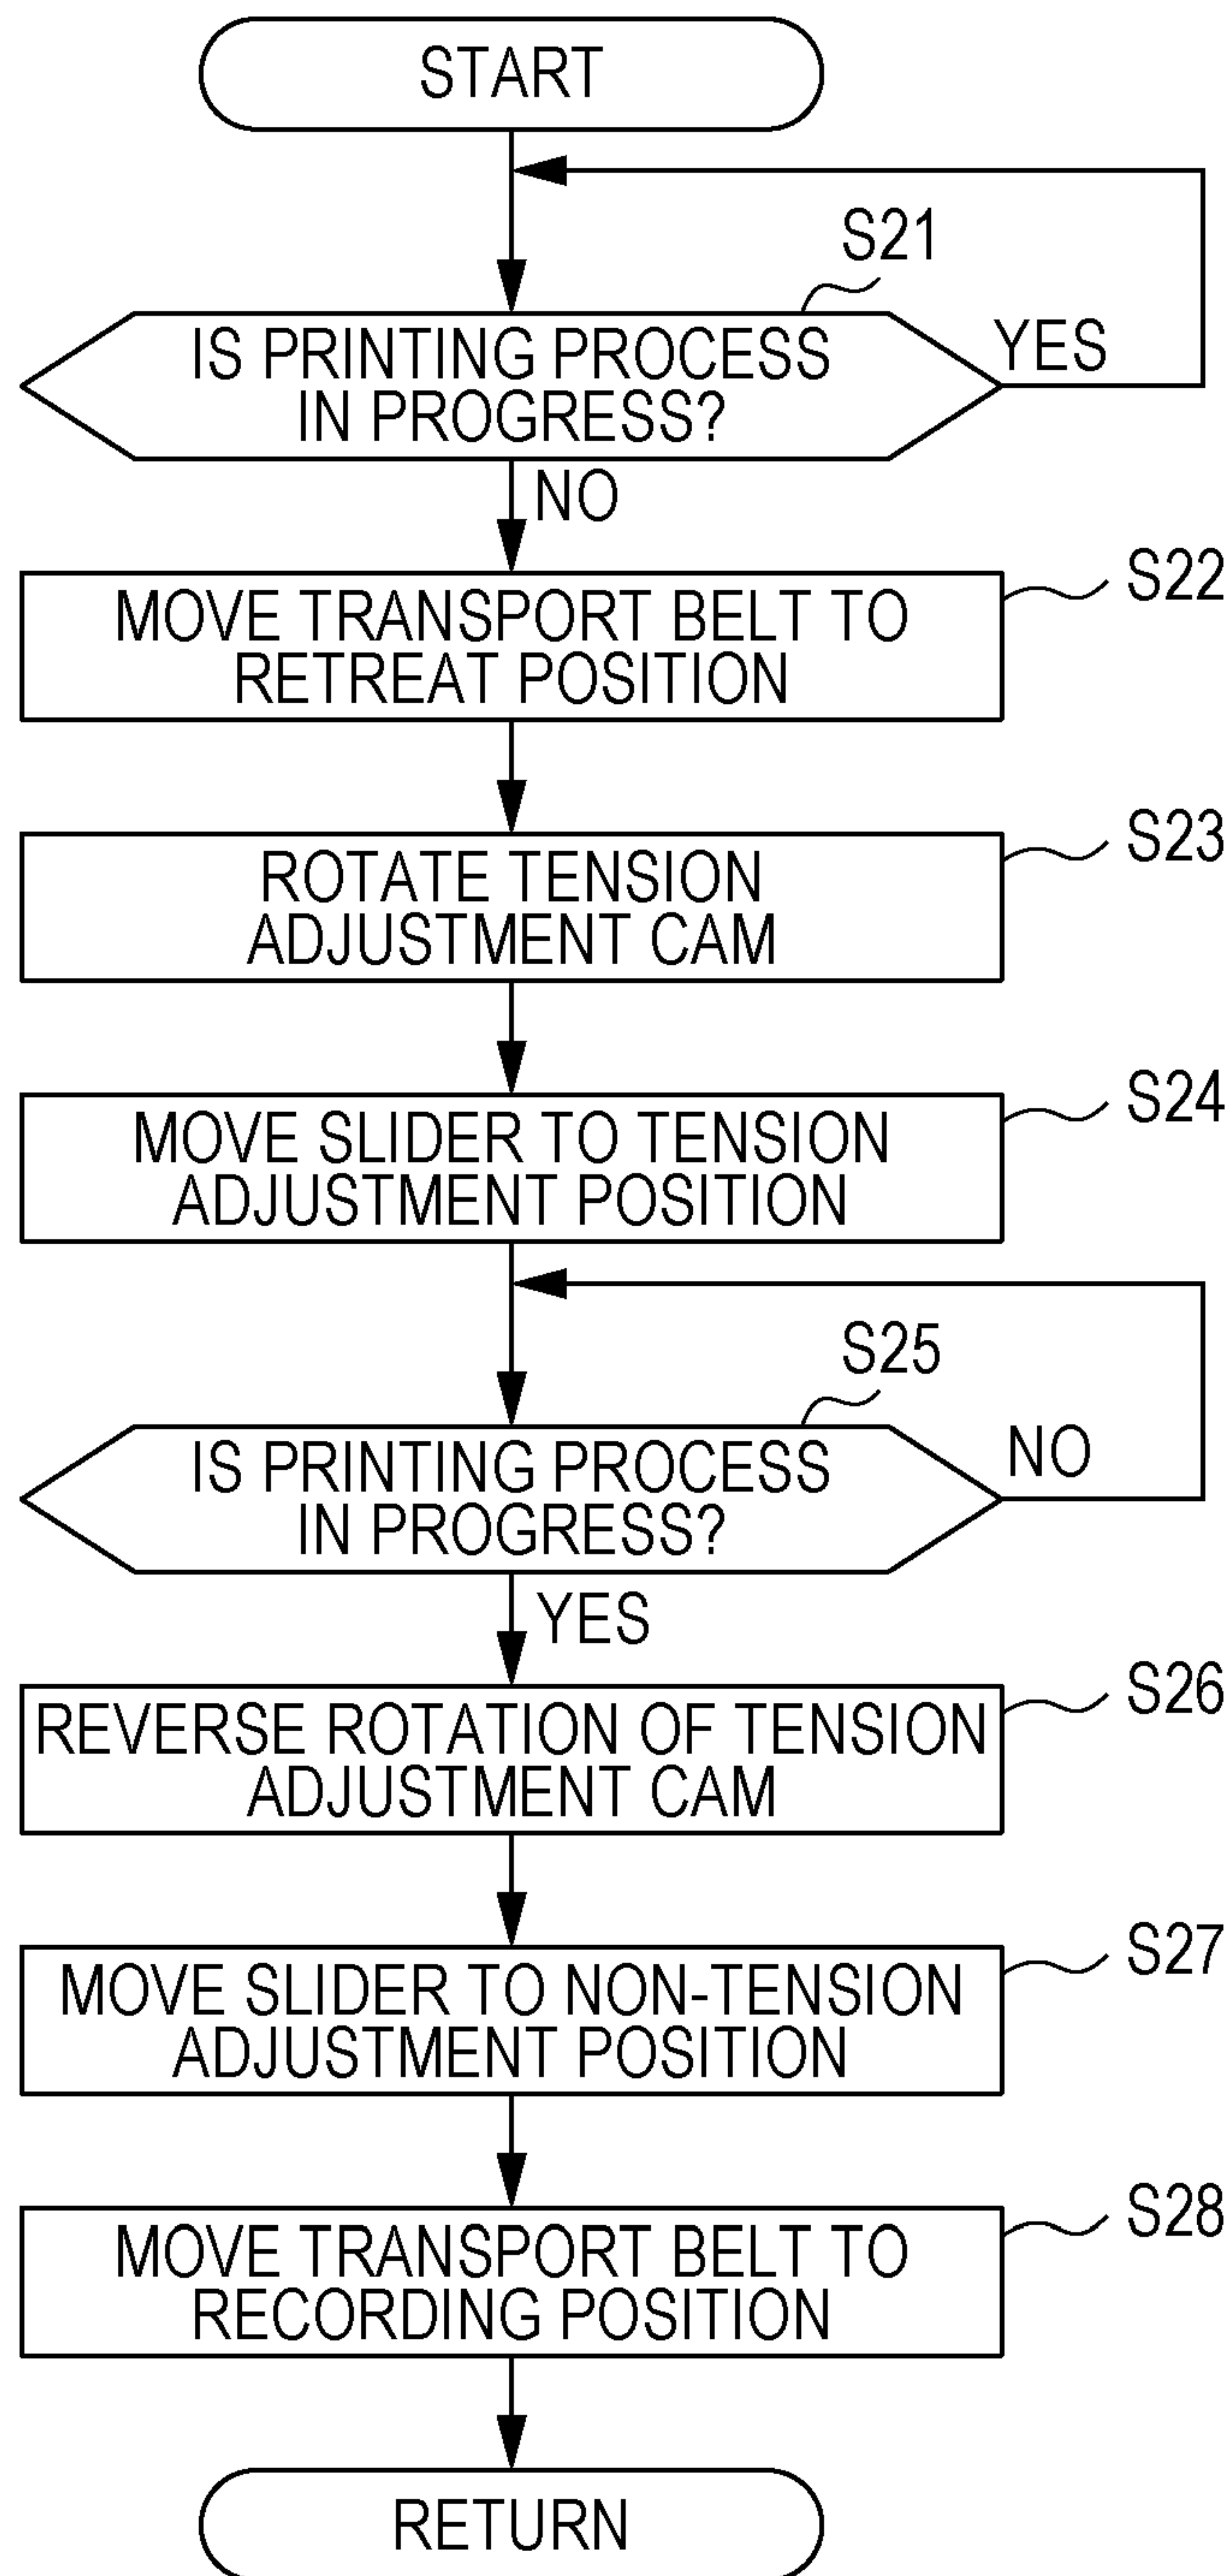 START
S21
IS PRINTING PROCESS
IN PROGRESS?
YES
NO
S22
MOVE TRANSPORT BELT TO
RETREAT POSITION
S23
ROTATE TENSION
ADJUSTMENT CAM
S24
MOVE SLIDER TO TENSION
ADJUSTMENT POSITION
S25
IS PRINTING PROCESS
IN PROGRESS?
NO
YES
S26
REVERSE ROTATION OF TENSION
ADJUSTMENT CAM
S27
MOVE SLIDER TO NON-TENSION
ADJUSTMENT POSITION
S28
MOVE TRANSPORT BELT TO
RECORDING POSITION
RETURN